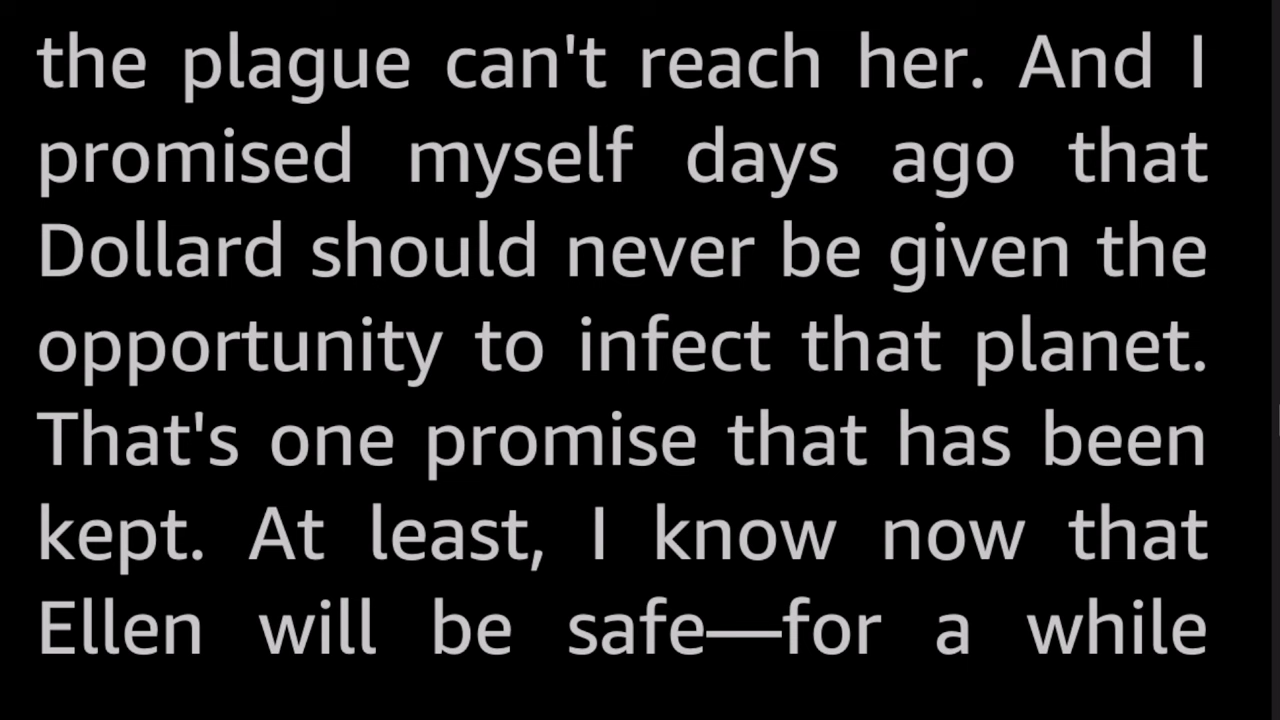 the plague can't reach her. And I
promised myself days ago that
Dollard should never be given the
opportunity to infect that planet.
That's one promise that has been
kept. At least, I know now that
Ellen will be safe—for a while